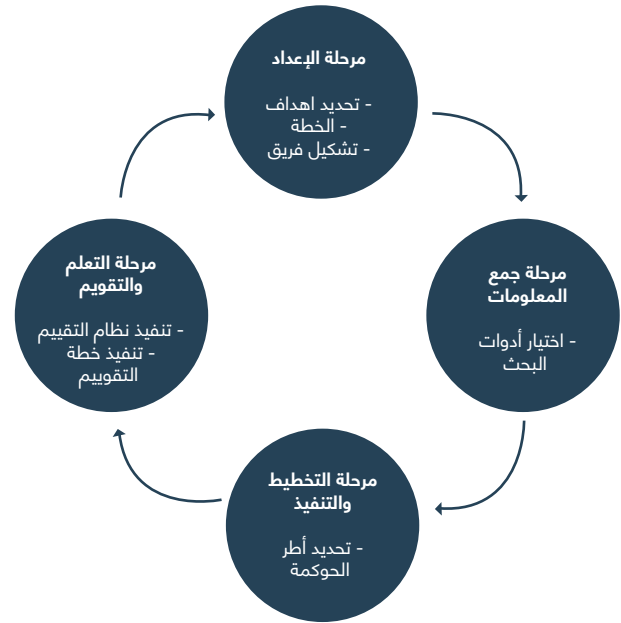 مرحلة الإعداد
- تحديد اهداف
- الخطة
- تشكيل فريق
مرحلة جمع
المعلومات
- اختيار أدوات
البحث
مرحلة التخطيط
والتنفيذ
- تحديد أطر
الحوكمة
مرحلة التعلم
والتقويم
- تنفيذ نظام التقييم
- تنفيذ خطة
التقوييم